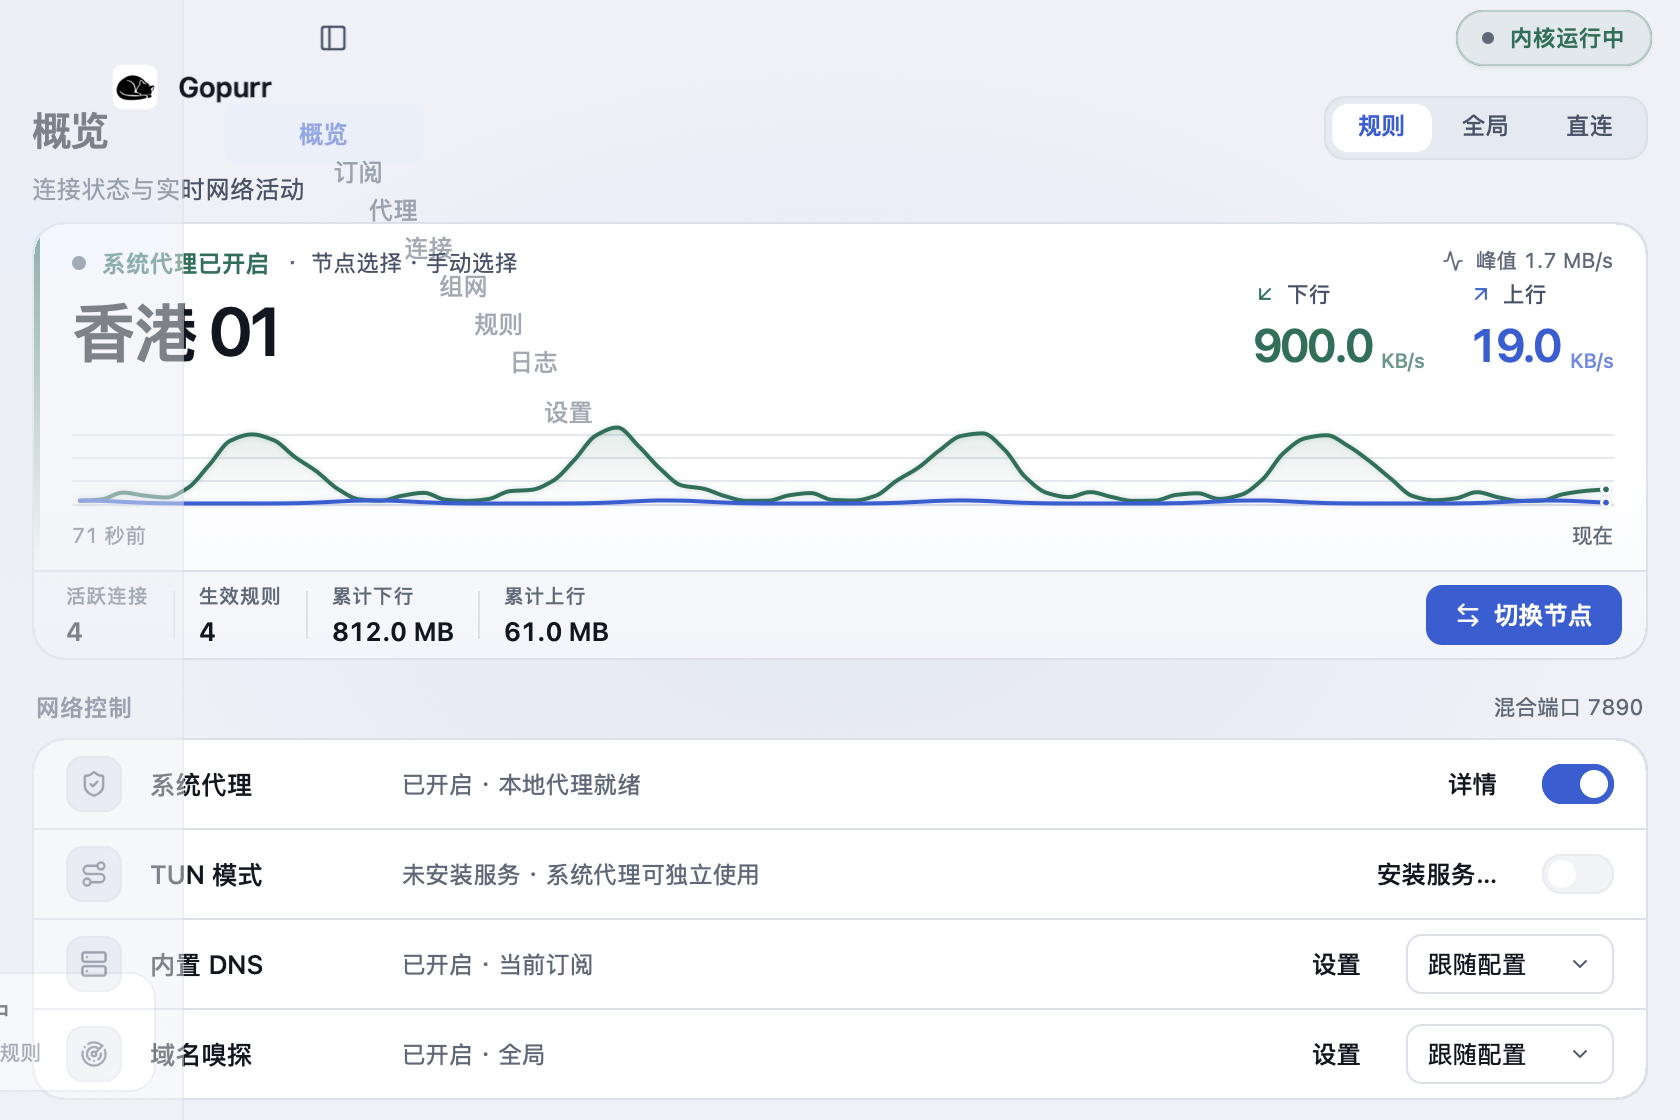 内核运行中
Gopurr
概览
连接状态与实时网络活动
规则 全局 直连
概览
订阅
代理
连接
组网
规则
日志
设置
系统代理已开启 · 节点选择 · 手动选择
香港 01
峰值 1.7 MB/s
下行 上行
900.0 KB/s 19.0 KB/s
71 秒前 现在
活跃连接 生效规则 累计下行 累计上行
4 4 812.0 MB 61.0 MB
切换节点
网络控制 混合端口 7890
系统代理 已开启 · 本地代理就绪 详情
TUN 模式 未安装服务 · 系统代理可独立使用 安装服务...
内置 DNS 已开启 · 当前订阅 设置 跟随配置
域名嗅探 已开启 · 全局 设置 跟随配置
规则